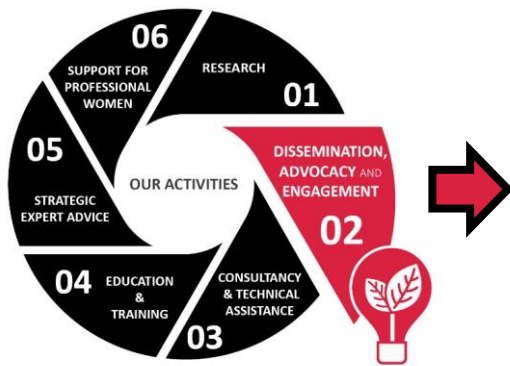 OUR ACTIVITIES
RESEARCH
01
DISSEMINATION,
ADVOCACY AND
ENGAGEMENT
02
CONSULTANCY
& TECHNICAL
ASSISTANCE
03
04
EDUCATION
&
TRAINING
05
STRATEGIC
EXPERT ADVICE
06
SUPPORT FOR
PROFESSIONAL
WOMEN